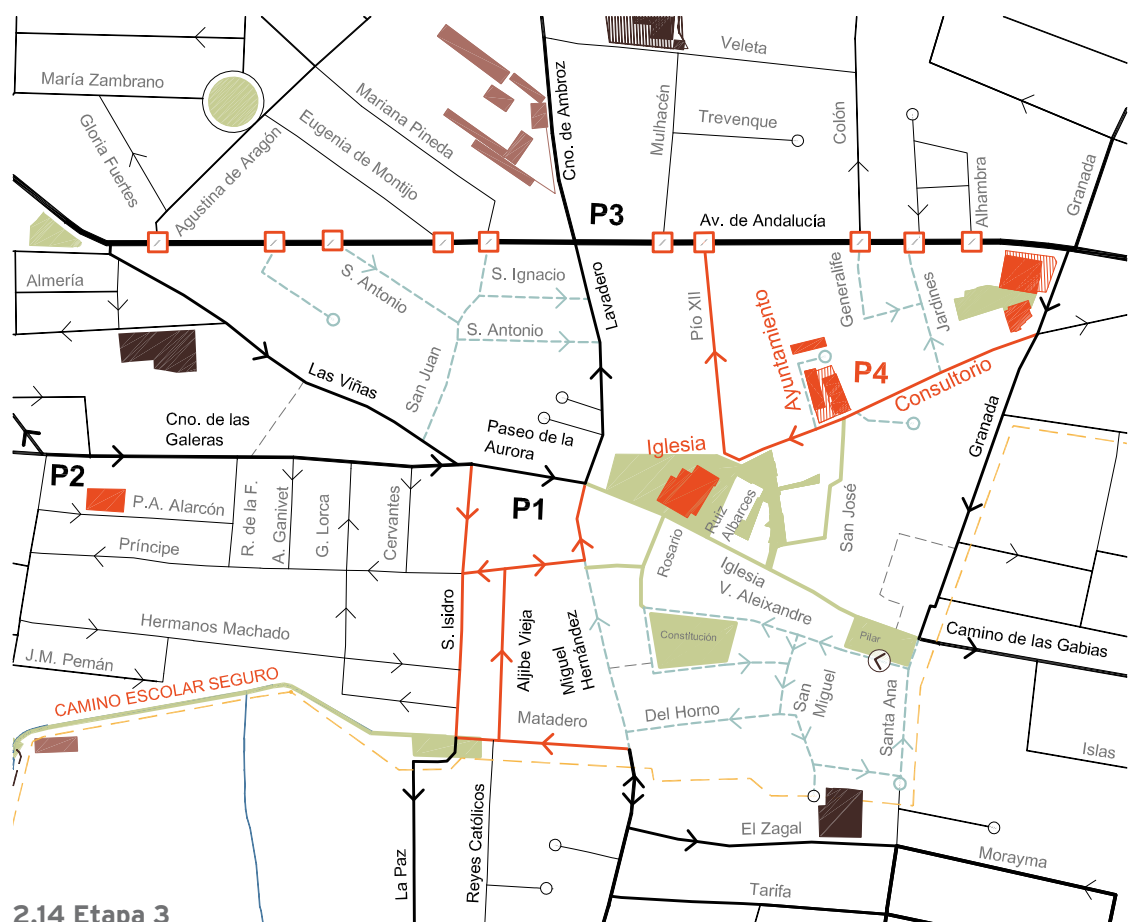 Veleta
María Zambrano
Mariana Pineda
Cno. de Ambroz
Mulhacén
Trevenque
Colón
Gloria Fuertes
Agustina de Aragón
Eugenia de Montijo
Alhambra
Granada
P3
Av. de Andalucía
Almería
S. Antonio
S. Ignacio
Lavadero
Pío XII
Generalife
Jardines
S. Antonio
Ayuntamiento
P4
Consultorio
Las Viñas
San Juan
Cno. de las
Galeras
Paseo de la
Aurora
Iglesia
Granada
P2
P.A. Alarcón
R. de la F.
A. Ganivet
G. Lorca
Cervantes
P1
Ruiz
Albarces
San José
Príncipe
Rosario
Iglesia
V. Aleixandre
Hermanos Machado
S. Isidro
Aljibe Vieja
Miguel
Hernández
Constitución
Pilar
Camino de las Gabias
J.M. Pemán
CAMINO ESCOLAR SEGURO
Matadero
Del Horno
San
Miguel
Santa Ana
Islas
La Paz
Reyes Católicos
El Zagal
Morayma
Tarifa
2.14 Etapa 3